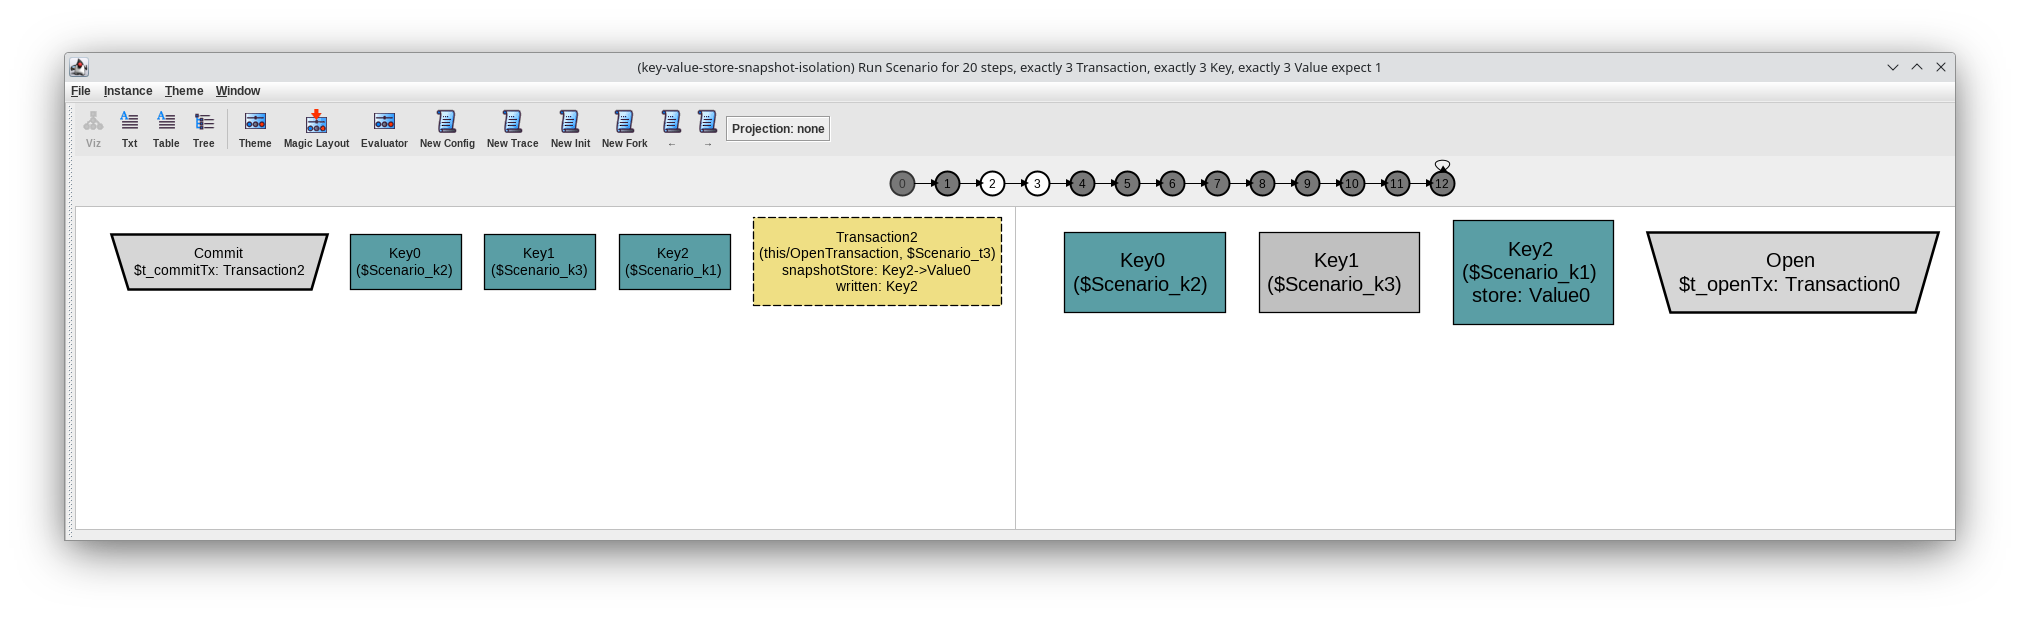 (key-value-store-snapshot-isolation) Run Scenario for 20 steps, exactly 3 Transaction, exactly 3 Key, exactly 3 Value expect 1
File Instance Theme Window
Viz Txt Table Tree Theme Magic Layout Evaluator New Config New Trace New Init New Fork ← → Projection: none
0 1 2 3 4 5 6 7 8 9 10 11 12
Commit
$t_commitTx: Transaction2
Key0
($Scenario_k2)
Key1
($Scenario_k3)
Key2
($Scenario_k1)
Transaction2
(this/OpenTransaction, $Scenario_t3)
snapshotStore: Key2->Value0
written: Key2
Key0
($Scenario_k2)
Key1
($Scenario_k3)
Key2
($Scenario_k1)
store: Value0
Open
$t_openTx: Transaction0